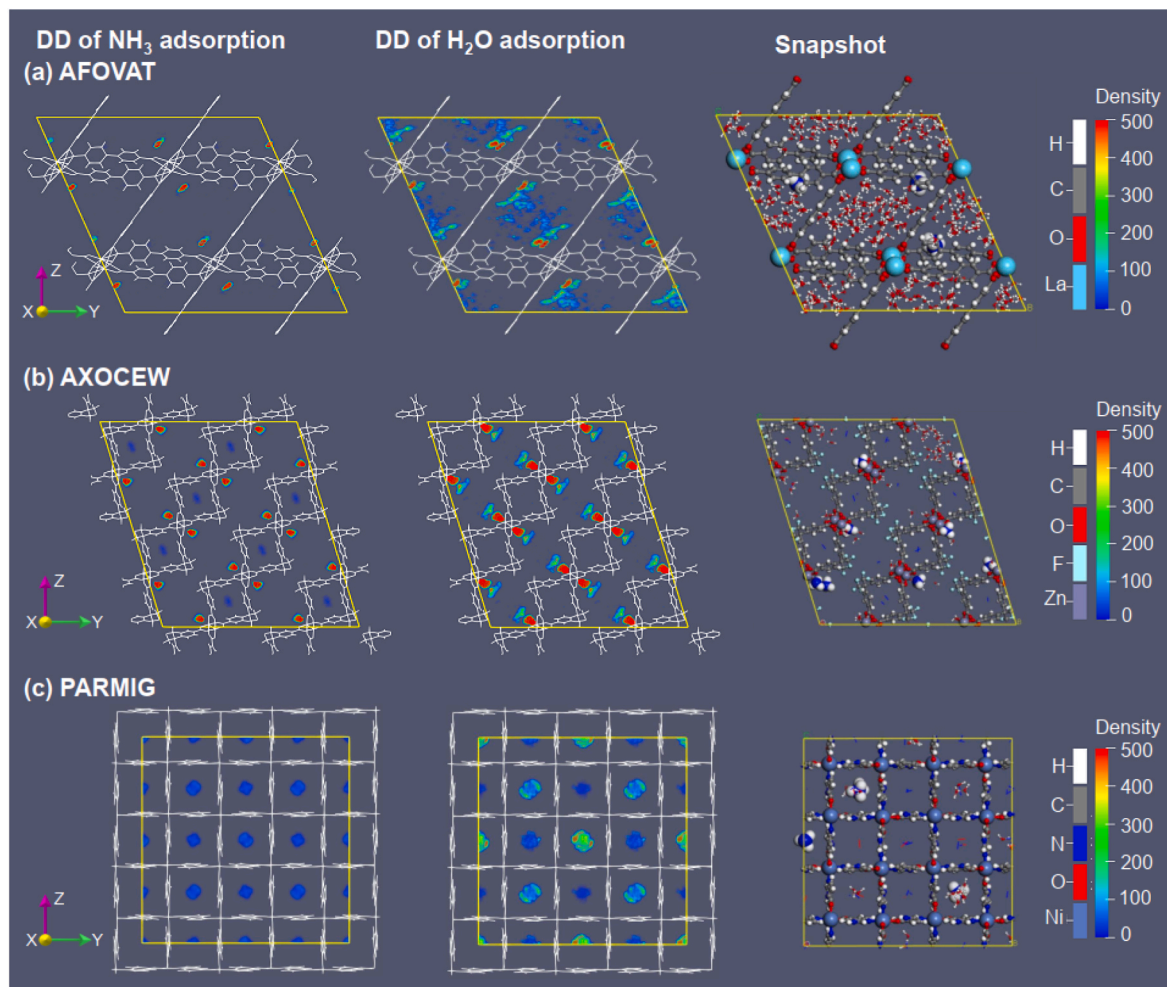 DD of NH₃ adsorption
DD of H₂O adsorption
Snapshot
(a) AFOVAT
Density
H
C
O
La
500
400
300
200
100
0
Z
X
Y
(b) AXOCEW
Density
H
C
O
F
Zn
500
400
300
200
100
0
Z
X
Y
(c) PARMIG
Density
H
C
N
O
Ni
500
400
300
200
100
0
Z
X
Y